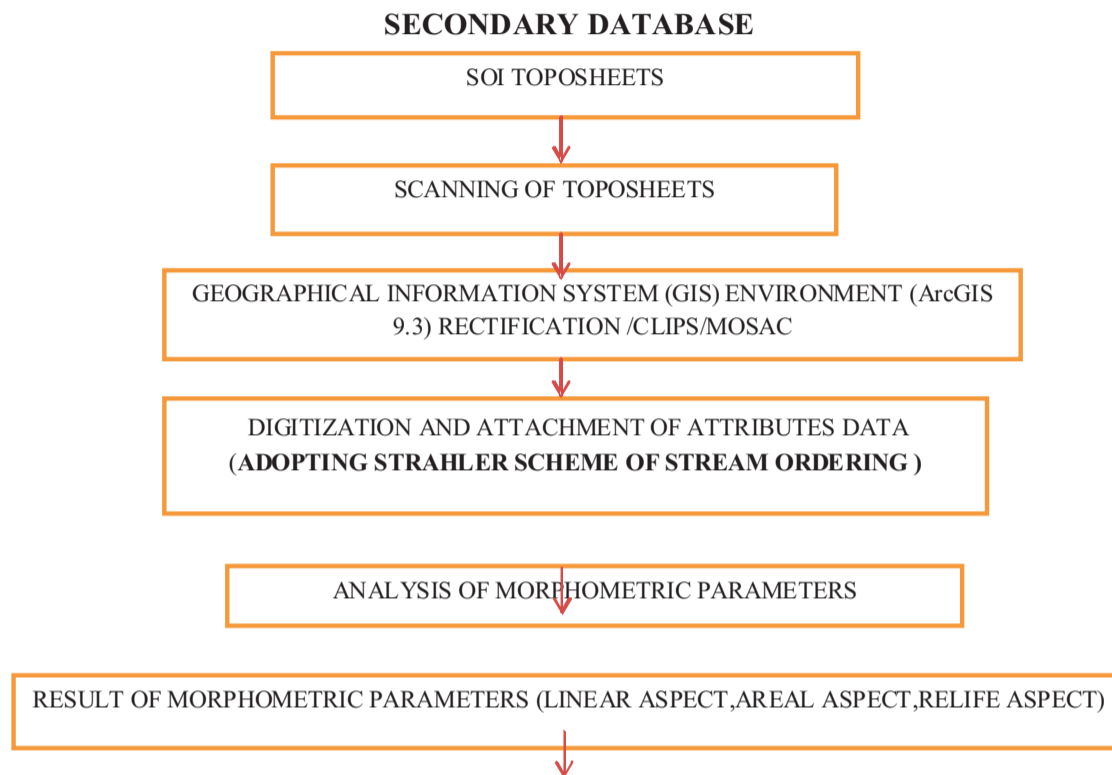 SECONDARY DATABASE
SOI TOPOSHEETS
SCANNING OF TOPOSHEETS
GEOGRAPHICAL INFORMATION SYSTEM (GIS) ENVIRONMENT (ArcGIS
9.3) RECTIFICATION /CLIPS/MOSAC
DIGITIZATION AND ATTACHMENT OF ATTRIBUTES DATA
(ADOPTING STRAHLER SCHEME OF STREAM ORDERING )
ANALYSIS OF MORPHOMETRIC PARAMETERS
RESULT OF MORPHOMETRIC PARAMETERS (LINEAR ASPECT,AREAL ASPECT,RELIFE ASPECT)